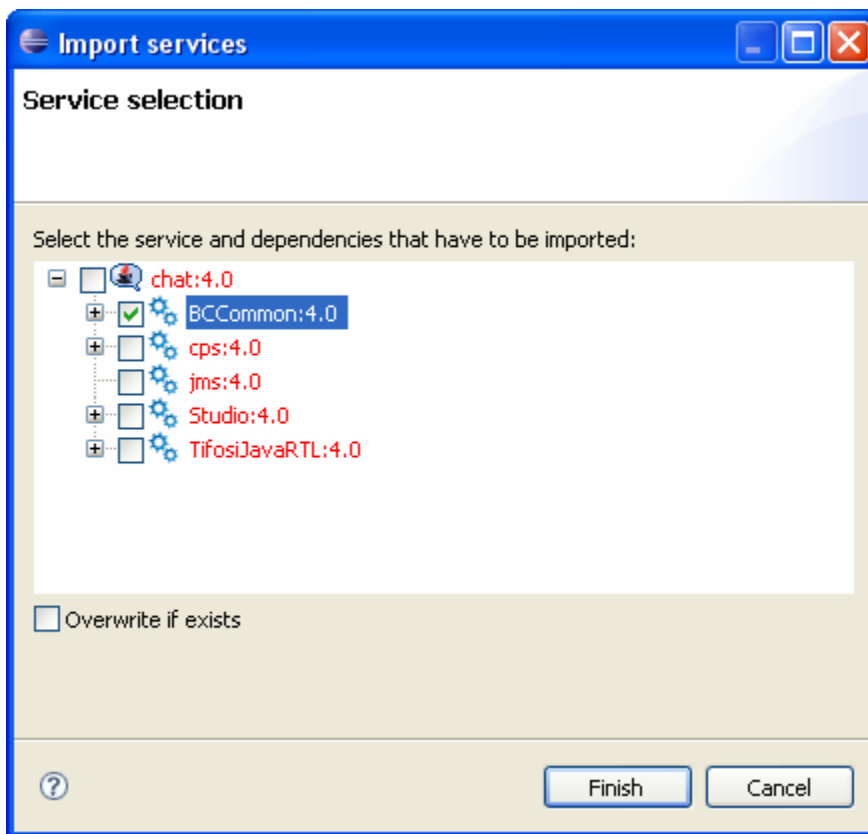 Import services
Service selection
Select the service and dependencies that have to be imported:
chat:4.0
BCCommon:4.0
cps:4.0
jms:4.0
Studio:4.0
TifosiJavaRTL:4.0
Overwrite if exists
Finish Cancel